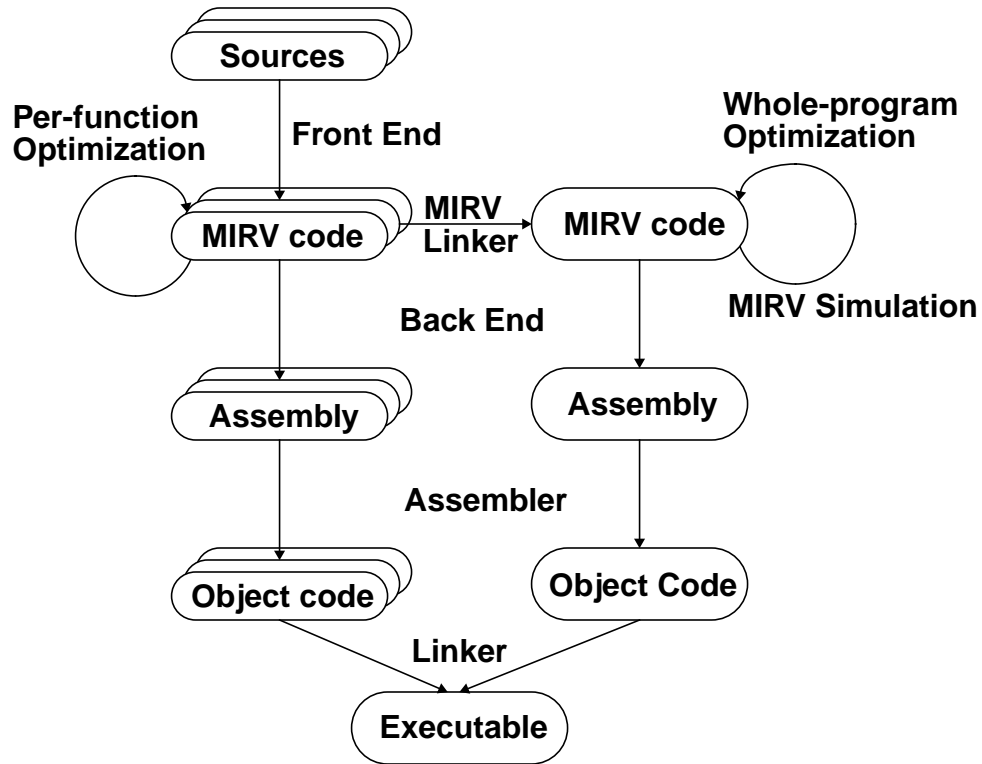 Sources
Per-function
Optimization
Front End
Whole-program
Optimization
MIRV code
MIRV
Linker
MIRV code
MIRV Simulation
Back End
Assembly
Assembly
Assembler
Object code
Object Code
Linker
Executable